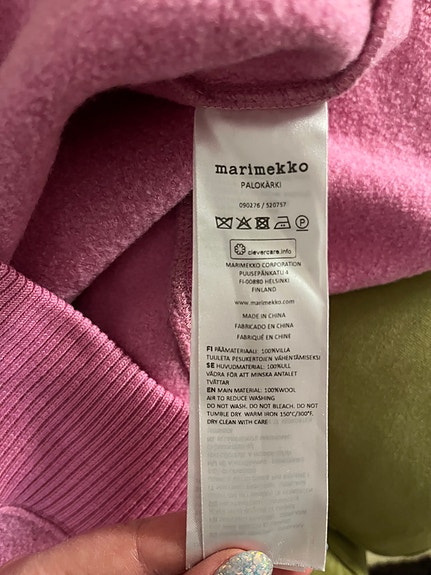 marimekko
PALOKÄRKI
090276 / 520757
P
clevercare.info
MARIMEKKO CORPORATION
PUUSEPÄNKATU 4
FI-00880 HELSINKI
FINLAND
www.marimekko.com
MADE IN CHINA
FABRICADO EN CHINA
FABRIQUÉ EN CHINE
FI PÄÄMATERIAALI: 100%VILLA
TUULETA PESUKERTOJEN VÄHENTÄMISEKSI
SE HUVUDMATERIAL: 100%ULL
VÄDRA FÖR ATT MINSKA ANTALET
TVÄTTAR
EN MAIN MATERIAL: 100%WOOL
AIR TO REDUCE WASHING
DO NOT WASH. DO NOT BLEACH. DO NOT
TUMBLE DRY. WARM IRON 150°C/300°F.
DRY CLEAN WITH CARE